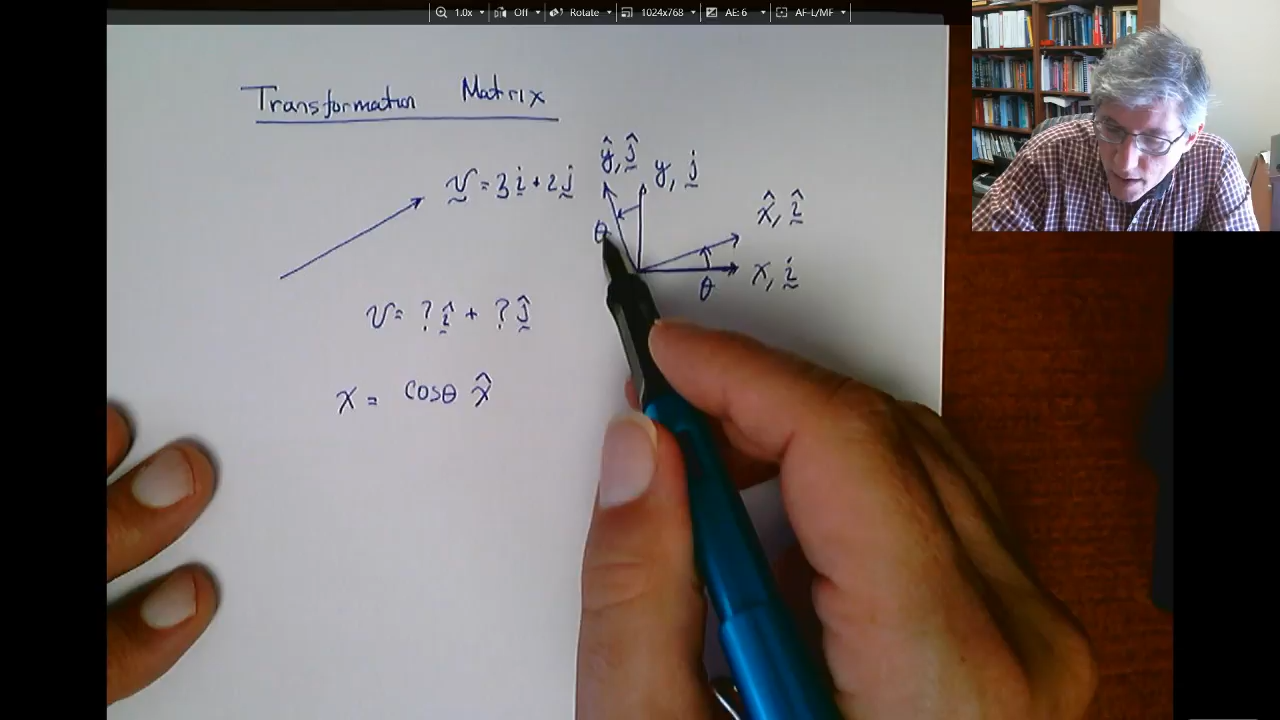 1.0x Off Rotate 1024x768 AE: 6 AF-L/MF
Transformation Matrix
v = 3i + 2j
ŷ, ĵ
y, j
x̂, î
θ
x, i
θ
v = ? î + ? ĵ
x = cosθ x̂